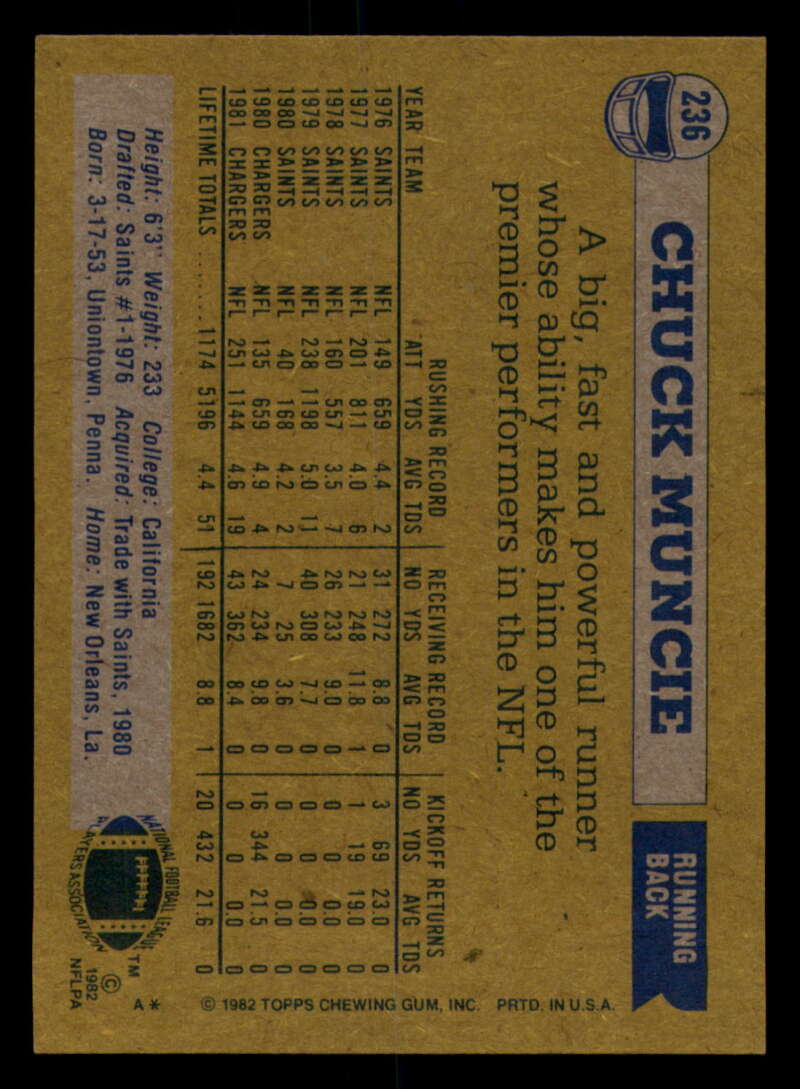 236
CHUCK MUNCIE
RUNNING
BACK
A big, fast and powerful runner
whose ability makes him one of the
premier performers in the NFL.
RUSHING RECORD RECEIVING RECORD KICKOFF RETURNS
YEAR TEAM ATT YDS AVG TDS NO YDS AVG TDS NO YDS AVG TDS
1976 SAINTS NFL 149 659 4.4 2 31 272 8.8 0 3 69 23.0 0
1977 SAINTS NFL 201 811 4.0 6 21 248 11.8 1 1 19 19.0 0
1978 SAINTS NFL 160 557 3.5 7 26 233 9.0 0 0 0 0.0 0
1979 SAINTS NFL 238 1198 5.0 11 40 308 7.7 0 0 0 0.0 0
1980 SAINTS NFL 40 168 4.2 2 7 25 3.6 0 0 0 0.0 0
1980 CHARGERS NFL 135 659 4.9 4 24 234 9.8 0 16 344 21.5 0
1981 CHARGERS NFL 251 1144 4.6 19 43 362 8.4 0 0 0 0.0 0
LIFETIME TOTALS ........ 1174 5196 4.4 51 192 1682 8.8 1 20 432 21.6 0
Height: 6'3" Weight: 233 College: California
Drafted: Saints #1-1976 Acquired: Trade with Saints, 1980
Born: 3-17-53, Uniontown, Penna. Home: New Orleans, La.
NATIONAL FOOTBALL LEAGUE
PLAYERS ASSOCIATION
TM
©
1982
NFLPA
A*
© 1982 TOPPS CHEWING GUM, INC. PRTD. IN U.S.A.